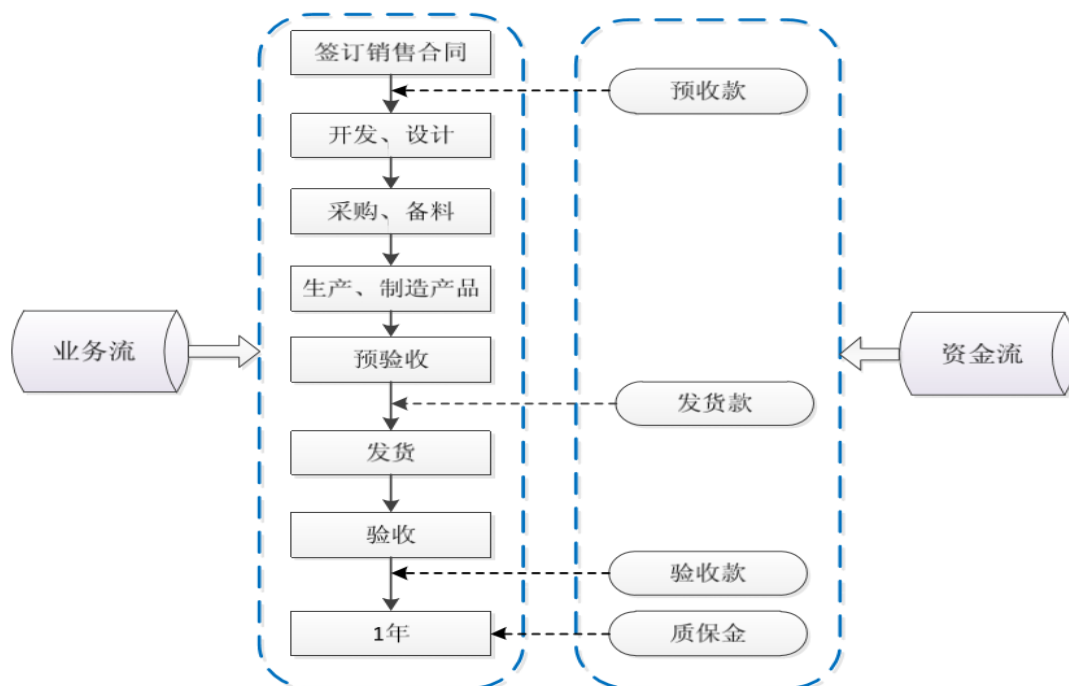 签订销售合同
预收款
开发、设计
采购、备料
生产、制造产品
业务流
预验收
资金流
发货款
发货
验收
验收款
1年
质保金